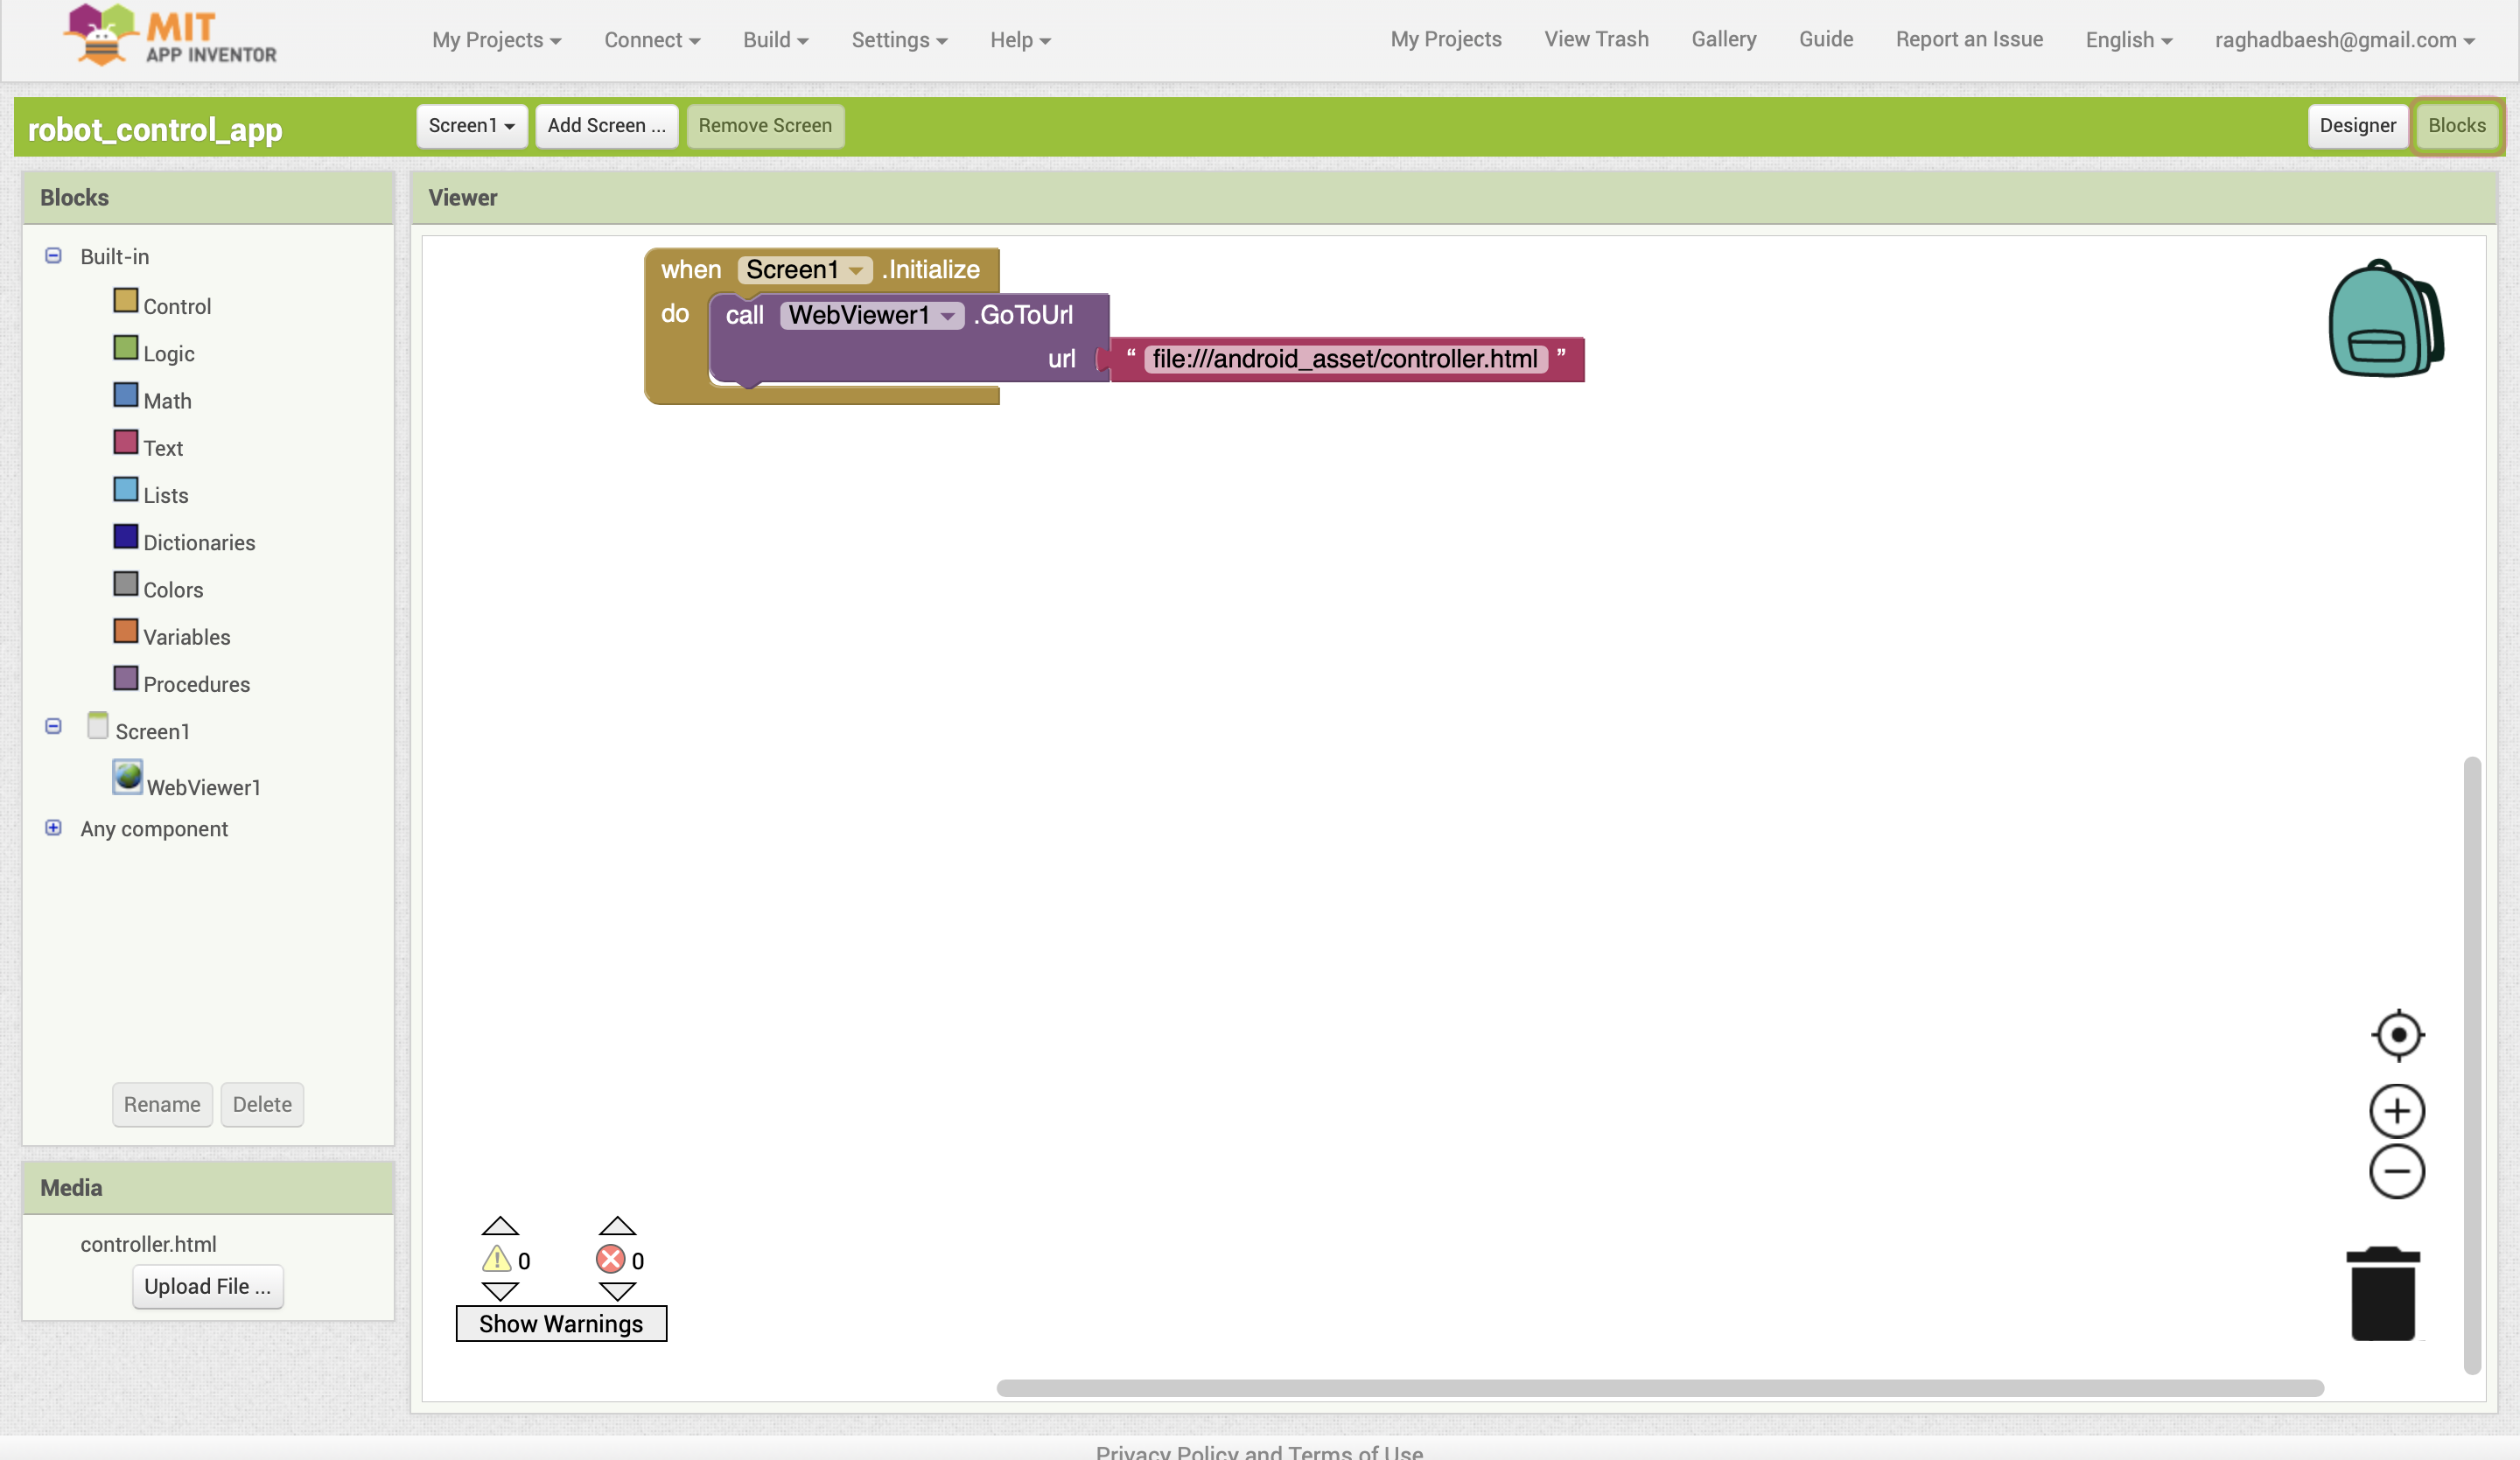 MIT
APP INVENTOR
My Projects Connect Build Settings Help My Projects View Trash Gallery Guide Report an Issue English raghadbaesh@gmail.com
robot_control_app Screen1 Add Screen ... Remove Screen Designer Blocks
Blocks
Built-in
Control
Logic
Math
Text
Lists
Dictionaries
Colors
Variables
Procedures
Screen1
WebViewer1
Any component
Rename Delete
Media
controller.html
Upload File ...
Viewer
when Screen1 .Initialize
do call WebViewer1 .GoToUrl
url “ file:///android_asset/controller.html ”
0 0
Show Warnings
Privacy Policy and Terms of Use